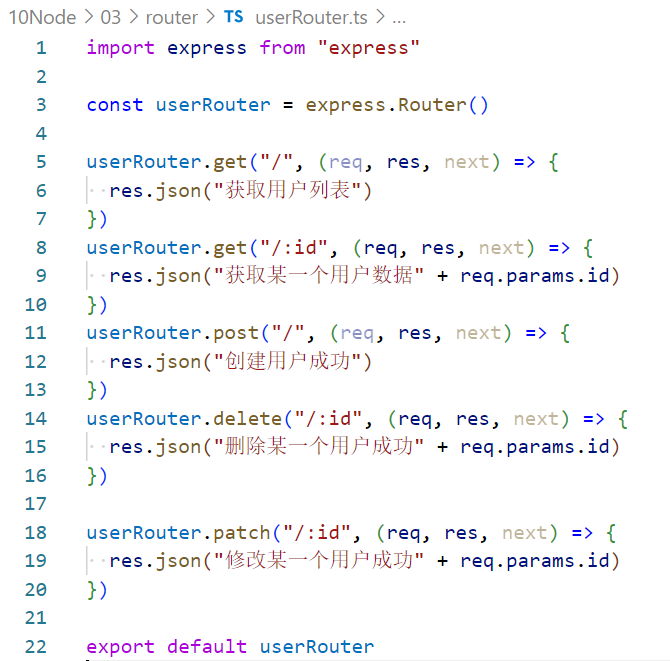 10Node > 03 > router > TS userRouter.ts > ...
1 import express from "express"
2
3 const userRouter = express.Router()
4
5 userRouter.get("/", (req, res, next) => {
6   res.json("获取用户列表")
7 })
8 userRouter.get("/:id", (req, res, next) => {
9   res.json("获取某一个用户数据" + req.params.id)
10 })
11 userRouter.post("/", (req, res, next) => {
12   res.json("创建用户成功")
13 })
14 userRouter.delete("/:id", (req, res, next) => {
15   res.json("删除某一个用户成功" + req.params.id)
16 })
17
18 userRouter.patch("/:id", (req, res, next) => {
19   res.json("修改某一个用户成功" + req.params.id)
20 })
21
22 export default userRouter